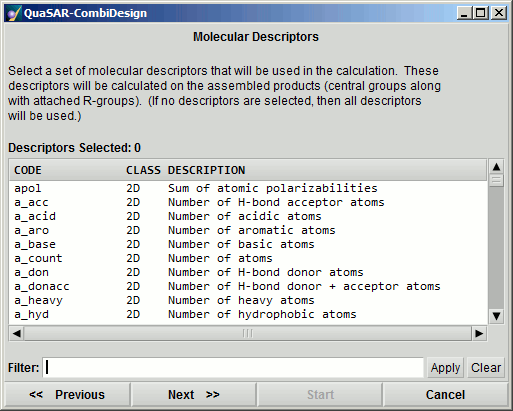 QuaSAR-CombiDesign
Molecular Descriptors
Select a set of molecular descriptors that will be used in the calculation. These
descriptors will be calculated on the assembled products (central groups along
with attached R-groups). (If no descriptors are selected, then all descriptors
will be used.)
Descriptors Selected: 0
CODE CLASS DESCRIPTION
apol 2D Sum of atomic polarizabilities
a_acc 2D Number of H-bond acceptor atoms
a_acid 2D Number of acidic atoms
a_aro 2D Number of aromatic atoms
a_base 2D Number of basic atoms
a_count 2D Number of atoms
a_don 2D Number of H-bond donor atoms
a_donacc 2D Number of H-bond donor + acceptor atoms
a_heavy 2D Number of heavy atoms
a_hyd 2D Number of hydrophobic atoms
Filter: Apply Clear
<< Previous Next >> Start Cancel